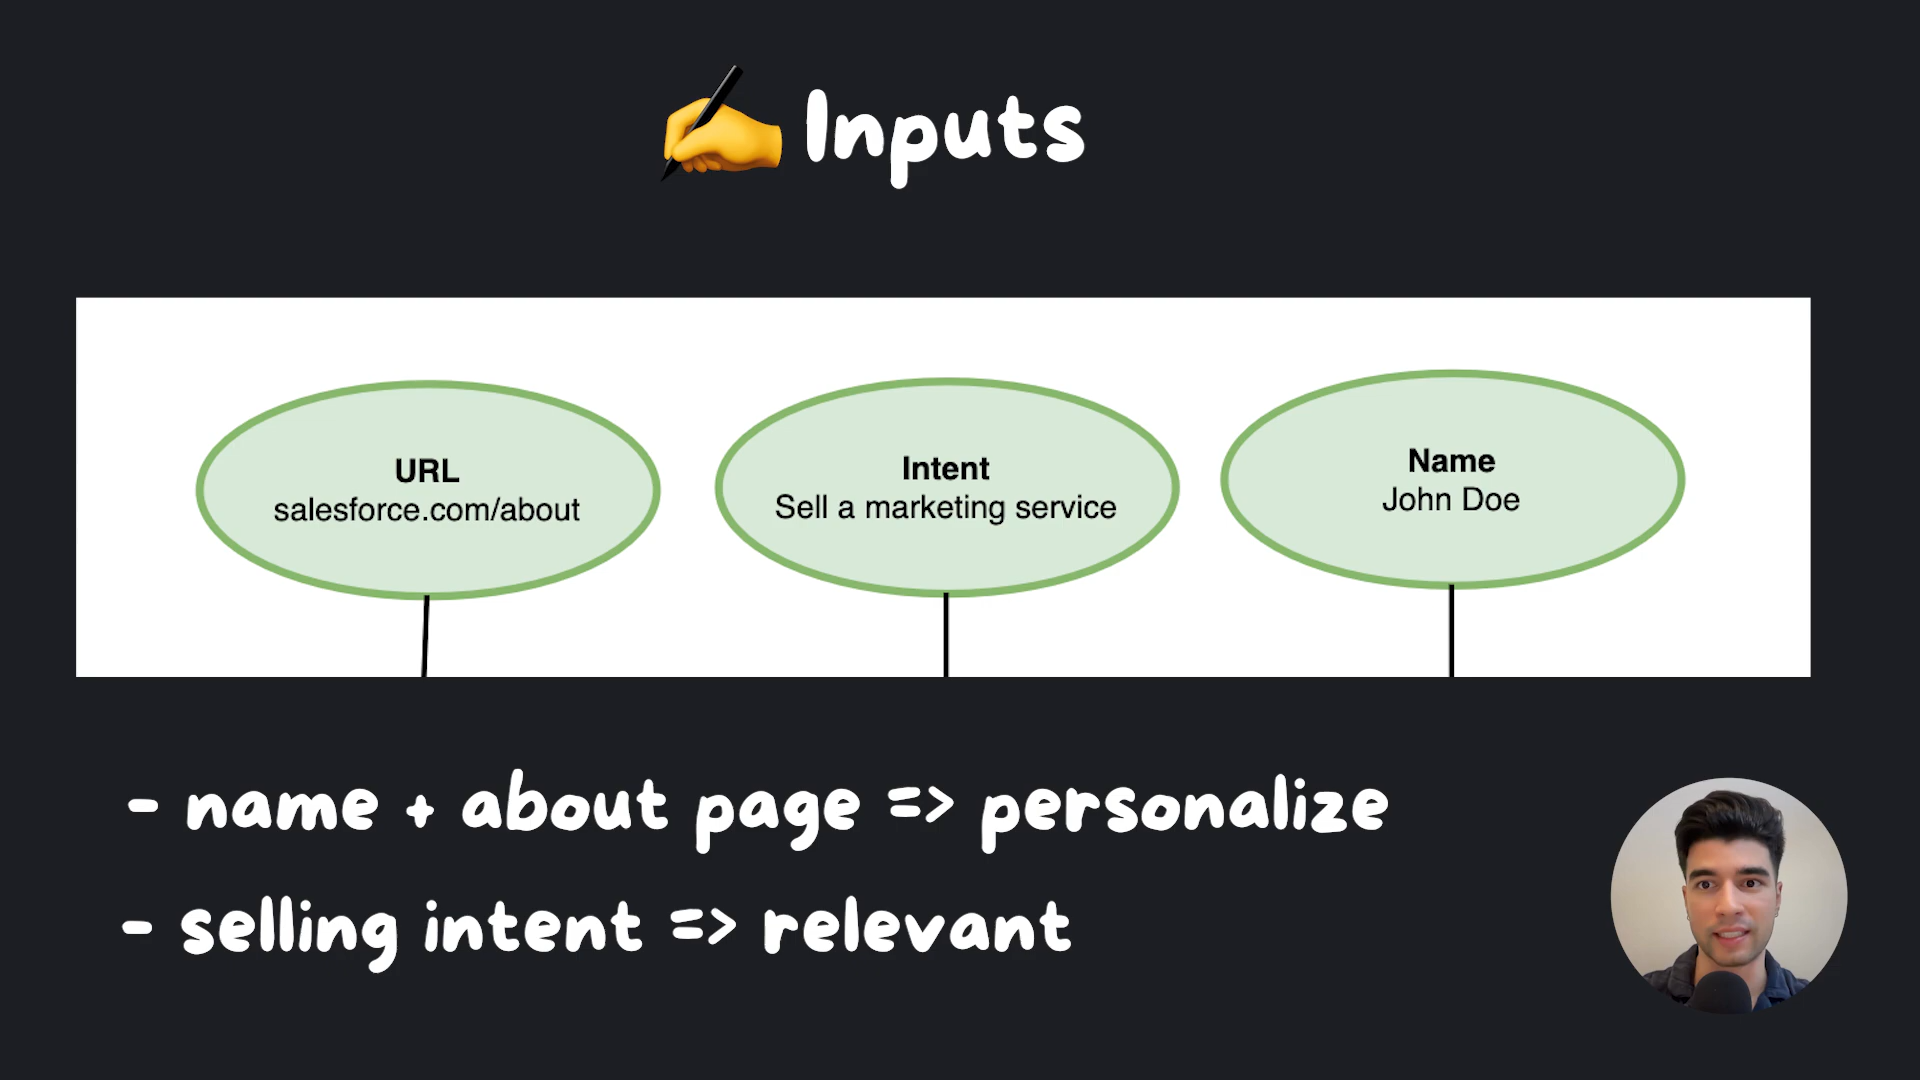 Inputs
URL
salesforce.com/about
Intent
Sell a marketing service
Name
John Doe
- name + about page => personalize
- selling intent => relevant